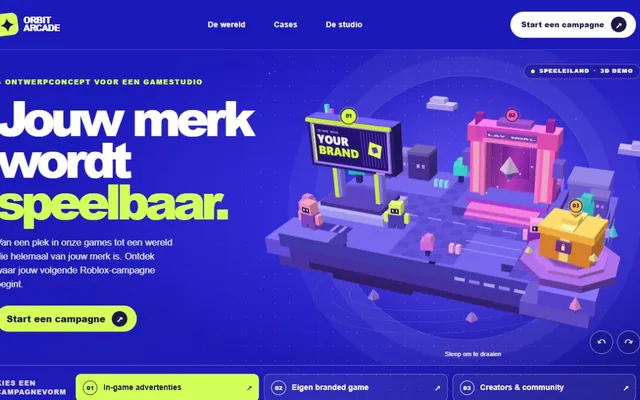 ORBIT
ARCADE
De wereld
Cases
De studio
Start een campagne
ONTWERPCONCEPT VOOR EEN GAMESTUDIO
SPEELEILAND · 3D DEMO
Jouw merk
wordt
speelbaar.
Van een plek in onze games tot een wereld
die helemaal van jouw merk is. Ontdek
waar jouw volgende Roblox-campagne
begint.
Start een campagne
01
YOUR
BRAND
02
03
Sleep om te draaien
KIES EEN
CAMPAGNEVORM
01 In-game advertenties
02 Eigen branded game
03 Creators & community